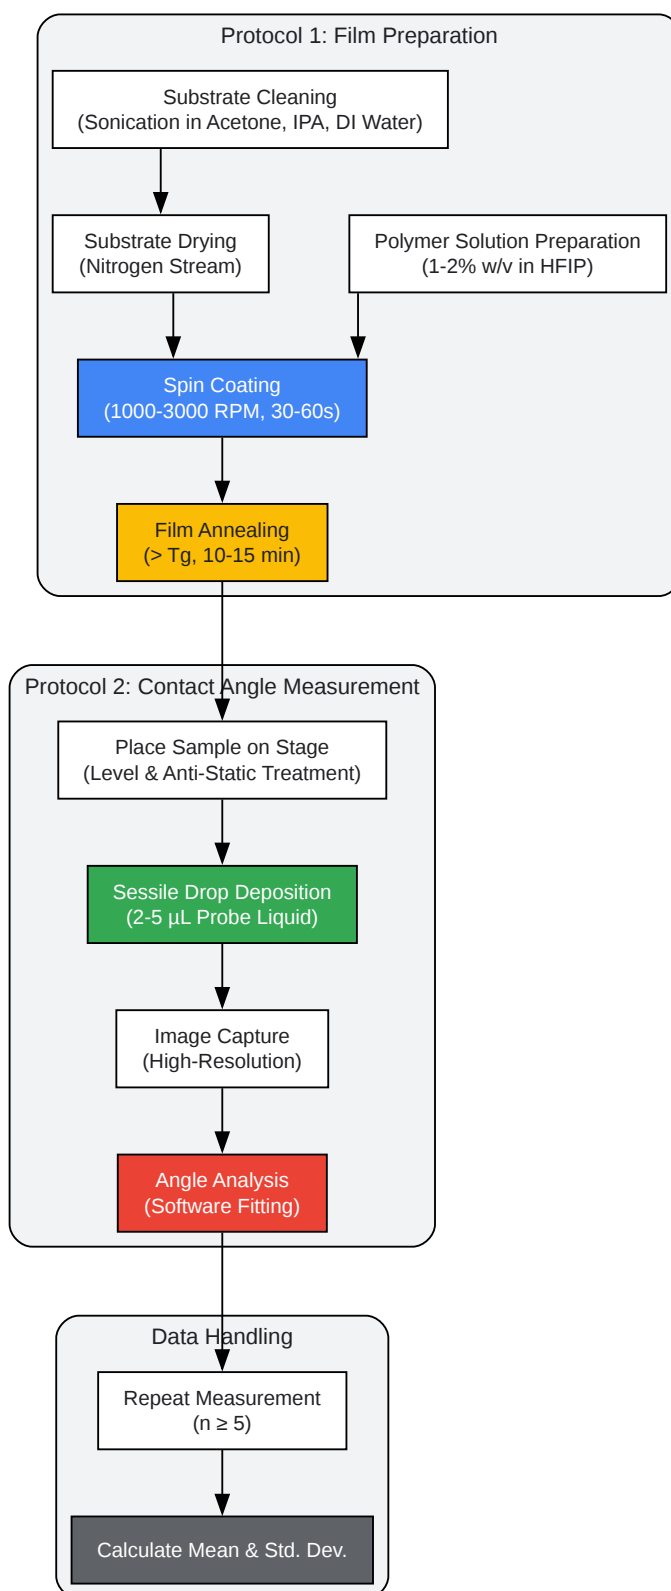 Protocol 1: Film Preparation
Substrate Cleaning
(Sonication in Acetone, IPA, DI Water)
Substrate Drying
(Nitrogen Stream)
Polymer Solution Preparation
(1-2% w/v in HFIP)
Spin Coating
(1000-3000 RPM, 30-60s)
Film Annealing
(> Tg, 10-15 min)
Protocol 2: Contact Angle Measurement
Place Sample on Stage
(Level & Anti-Static Treatment)
Sessile Drop Deposition
(2-5 µL Probe Liquid)
Image Capture
(High-Resolution)
Angle Analysis
(Software Fitting)
Data Handling
Repeat Measurement
(n ≥ 5)
Calculate Mean & Std. Dev.